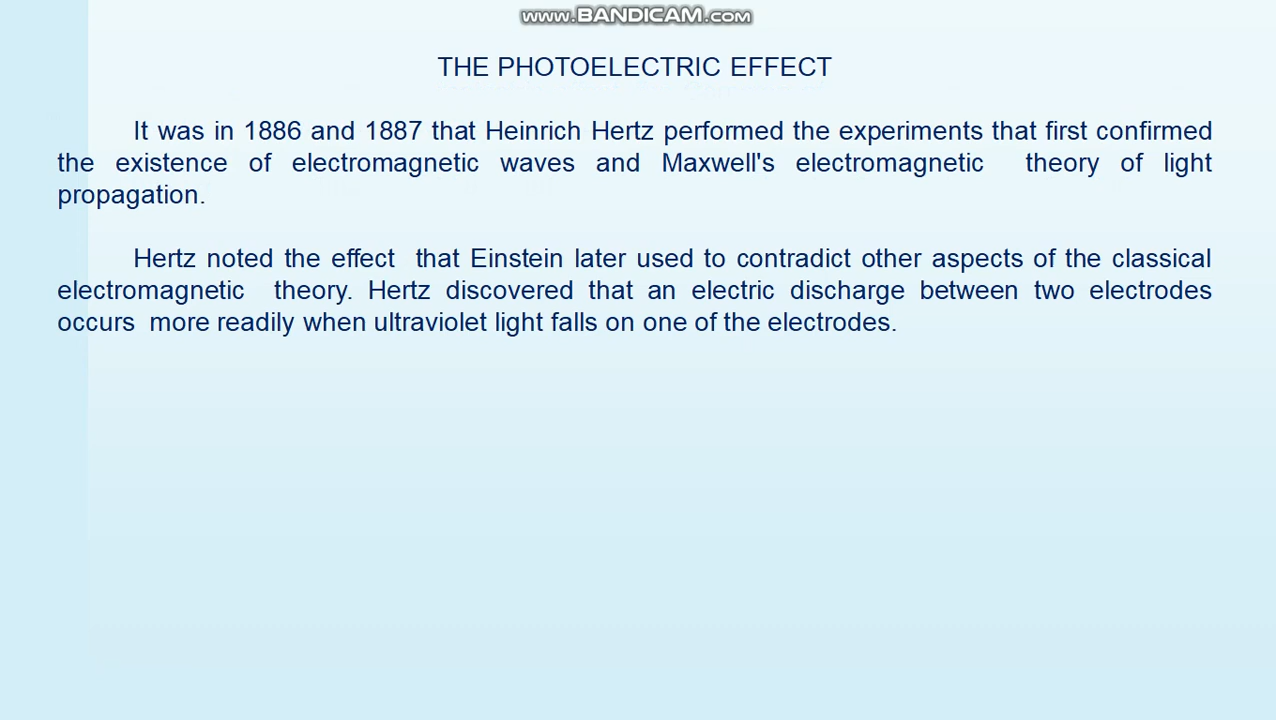 www.BANDICAM.com
THE PHOTOELECTRIC EFFECT
It was in 1886 and 1887 that Heinrich Hertz performed the experiments that first confirmed
the existence of electromagnetic waves and Maxwell's electromagnetic theory of light
propagation.
Hertz noted the effect that Einstein later used to contradict other aspects of the classical
electromagnetic theory. Hertz discovered that an electric discharge between two electrodes
occurs more readily when ultraviolet light falls on one of the electrodes.